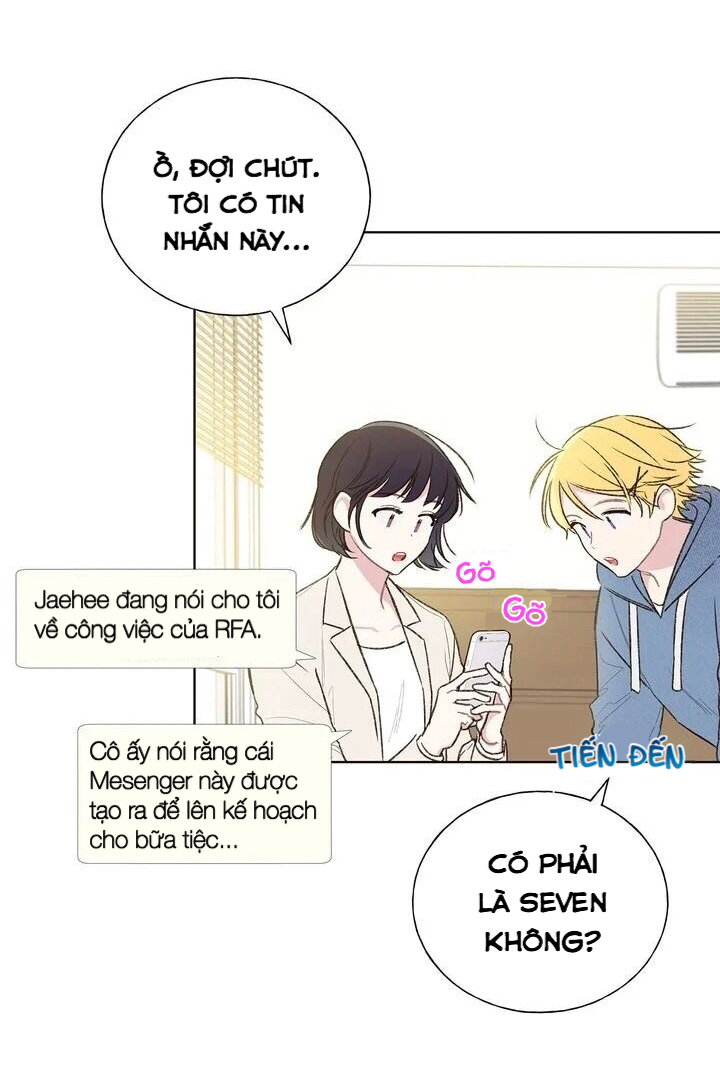 Ồ, ĐỢI CHÚT.
TÔI CÓ TIN
NHẮN NÀY...
GÕ
GÕ
Jaehee đang nói cho tôi
về công việc của RFA.
Cô ấy nói rằng cái
Mesenger này được
tạo ra để lên kế hoạch
cho bữa tiệc...
TIẾN ĐẾN
CÓ PHẢI
LÀ SEVEN
KHÔNG?